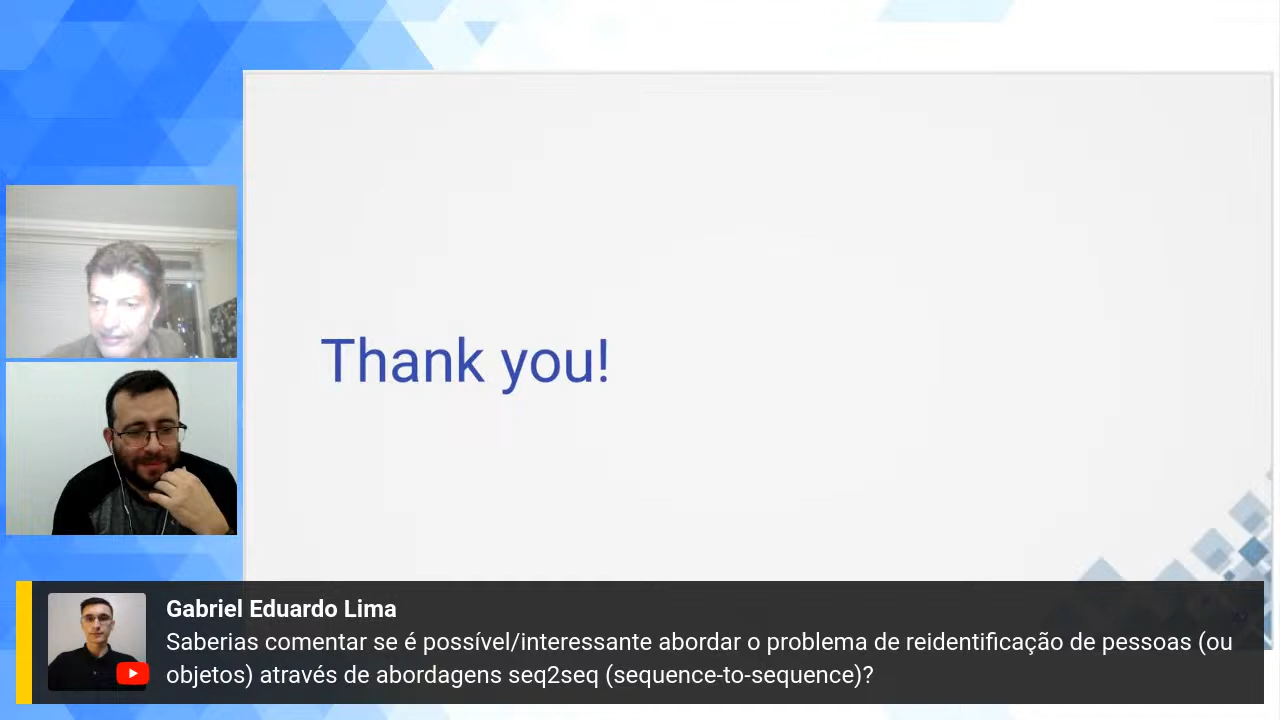 Thank you!
Gabriel Eduardo Lima
Saberias comentar se é possível/interessante abordar o problema de reidentificação de pessoas (ou
objetos) através de abordagens seq2seq (sequence-to-sequence)?